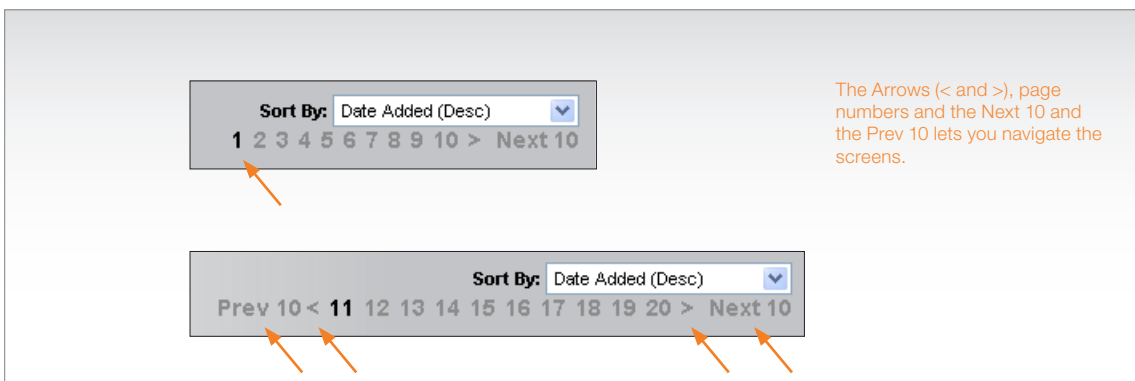 Sort By: Date Added (Desc)
1 2 3 4 5 6 7 8 9 10 > Next 10
The Arrows (< and >), page
numbers and the Next 10 and
the Prev 10 lets you navigate the
screens.
Sort By: Date Added (Desc)
Prev 10 < 11 12 13 14 15 16 17 18 19 20 > Next 10